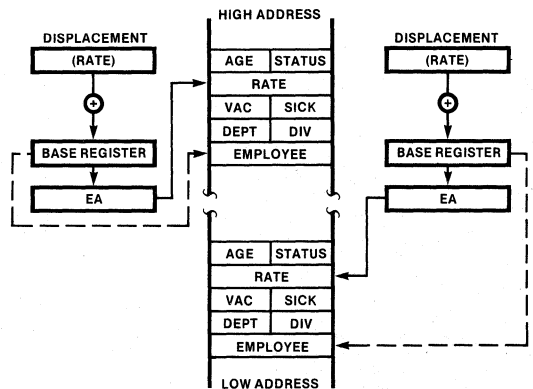 HIGH ADDRESS
DISPLACEMENT
(RATE)
+
BASE REGISTER
EA
AGE STATUS
RATE
VAC SICK
DEPT DIV
EMPLOYEE
DISPLACEMENT
(RATE)
+
BASE REGISTER
EA
AGE STATUS
RATE
VAC SICK
DEPT DIV
EMPLOYEE
LOW ADDRESS